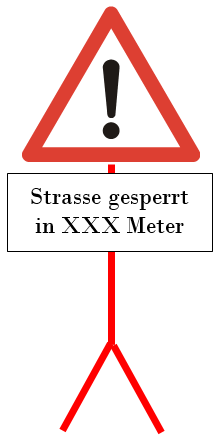 Strasse gesperrt
in XXX Meter